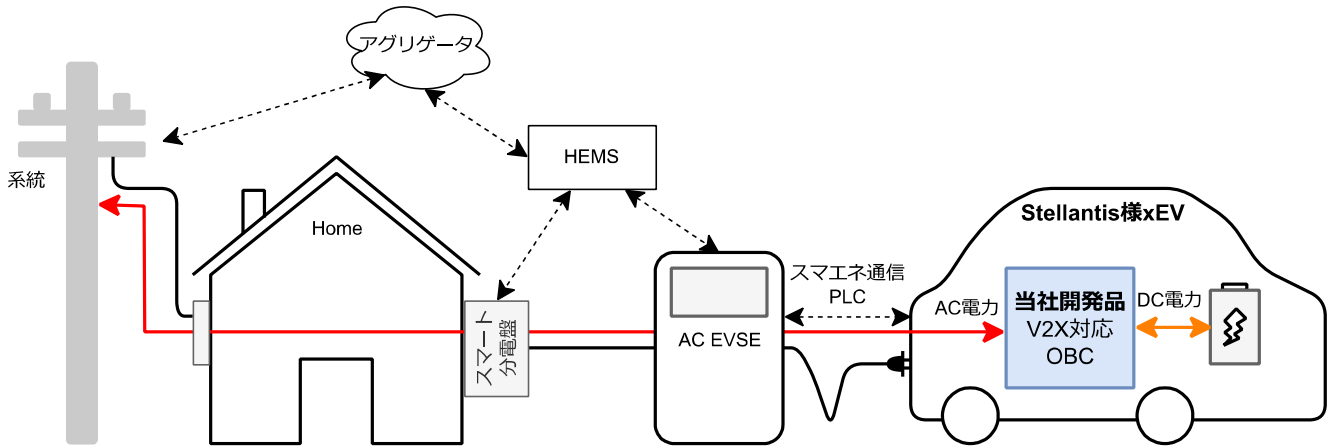 アグリゲータ
系統
HEMS
Home
スマート
分電盤
AC EVSE
スマエネ通信
PLC
Stellantis様xEV
AC電力
当社開発品
V2X対応
OBC
DC電力